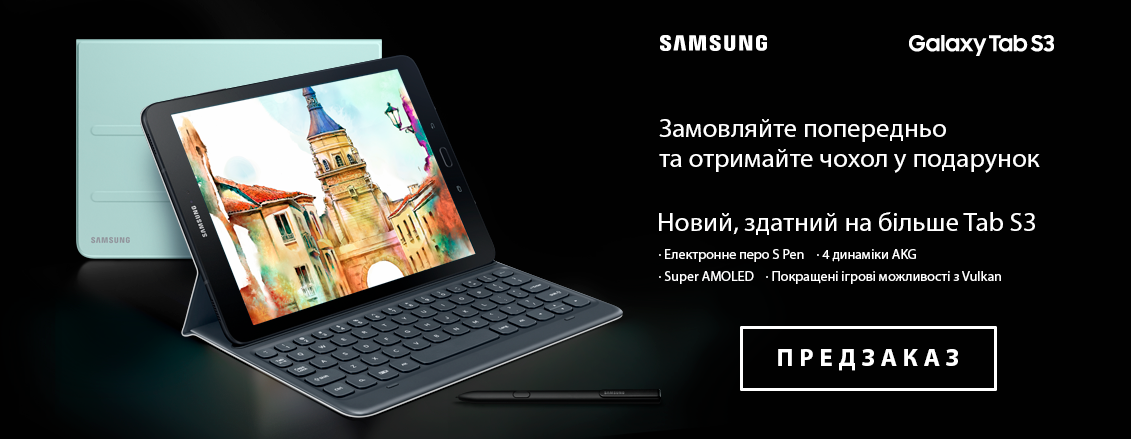 SAMSUNG
Galaxy Tab S3
Замовляйте попередньо
та отримайте чохол у подарунок
Новий, здатний на більше Tab S3
· Електронне перо S Pen · 4 динаміки AKG
· Super AMOLED · Покращені ігрові можливості з Vulkan
ПРЕДЗАКАЗ
SAMSUNG
SAMSUNG
SAMSUNG